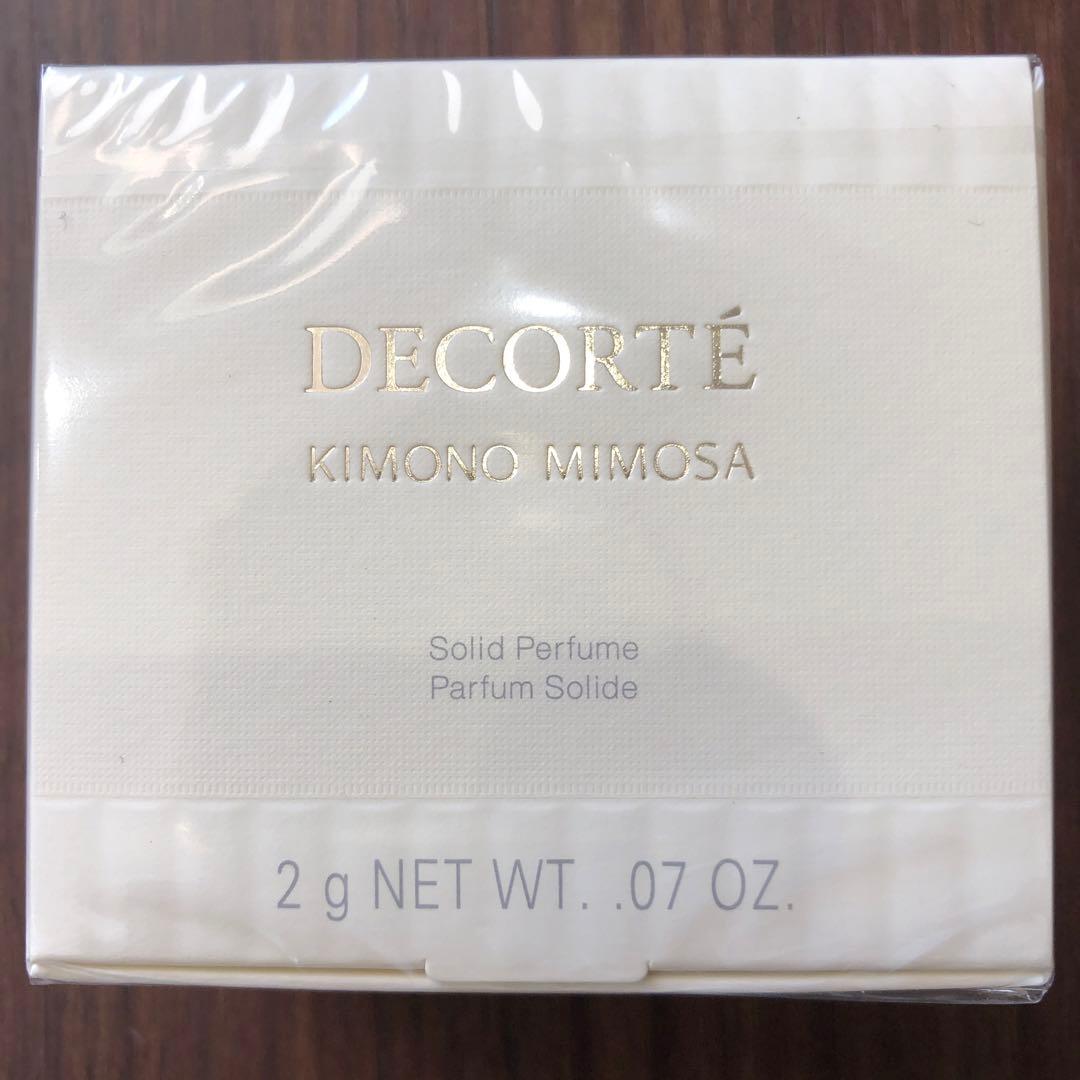 DECORTÉ
KIMONO MIMOSA
Solid Perfume
Parfum Solide
2 g NET WT. .07 OZ.